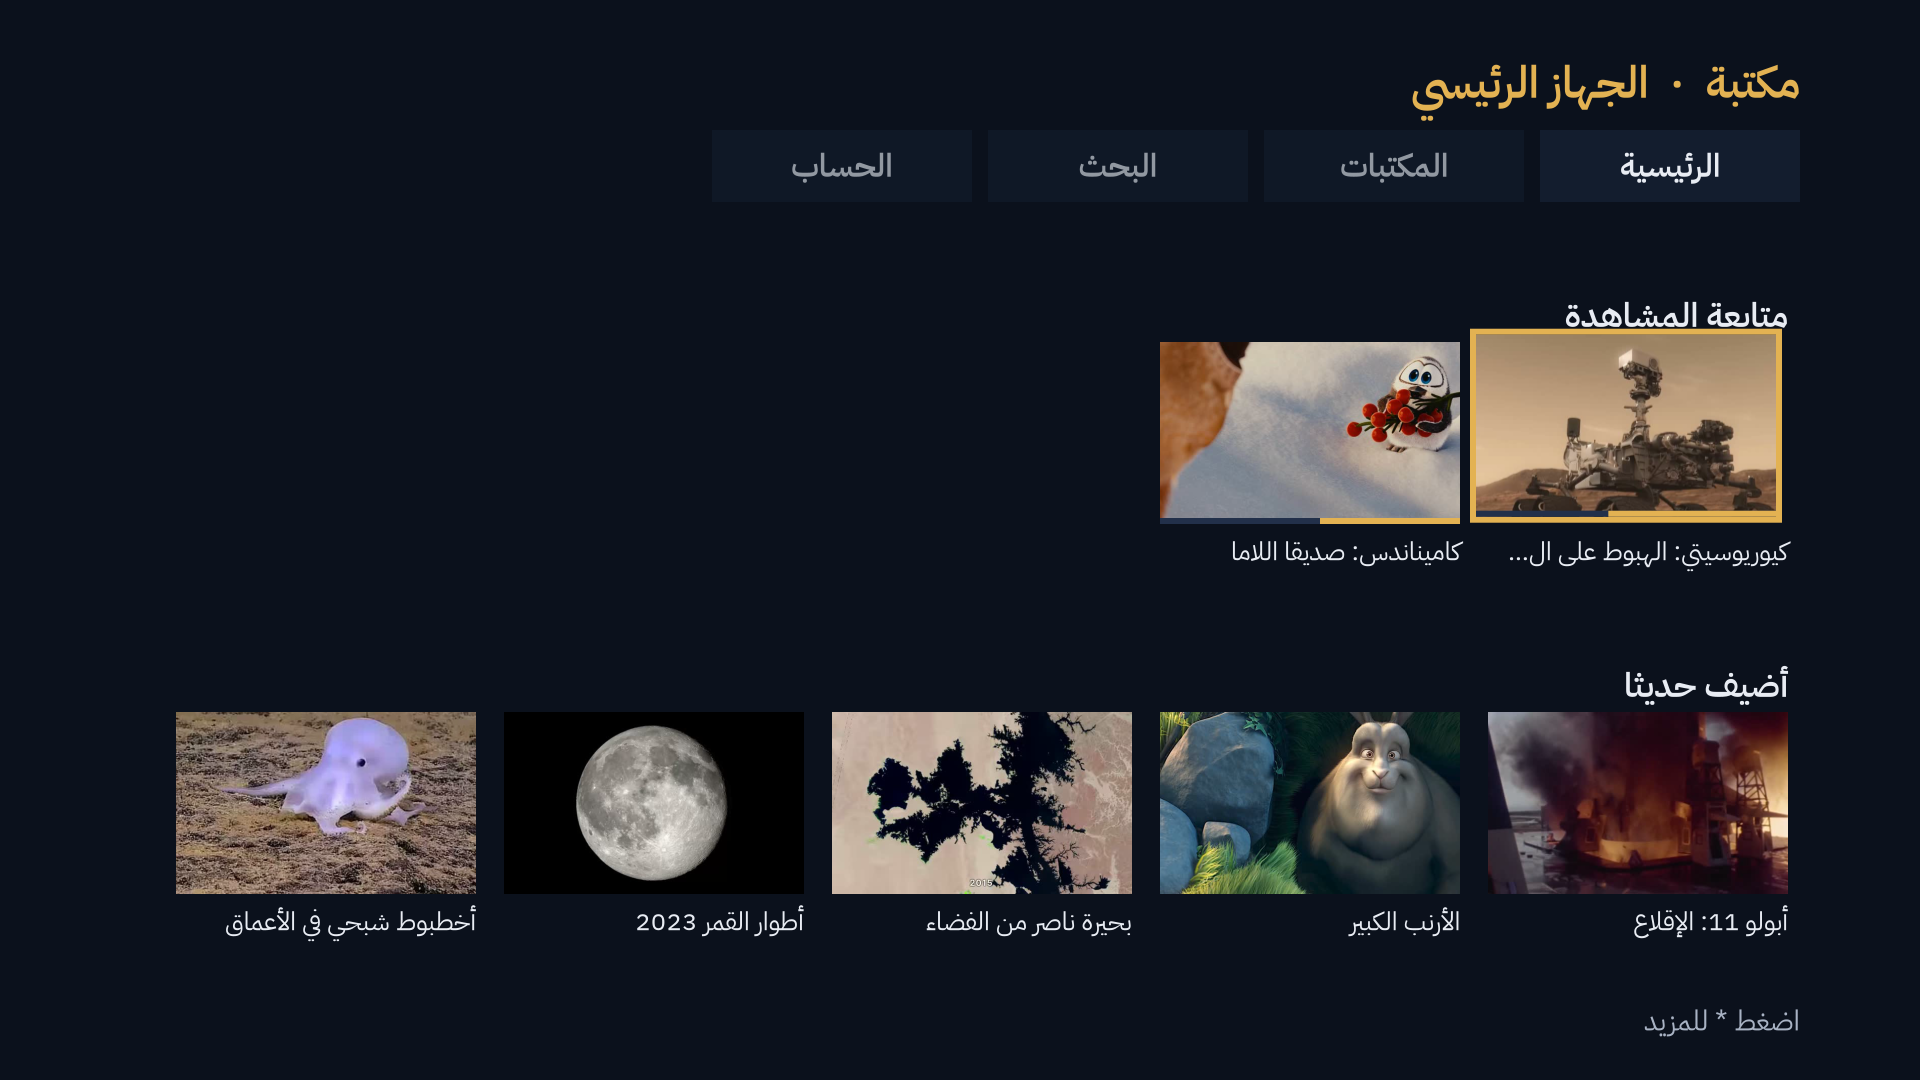 مكتبة · الجهاز الرئيسي
الرئيسية
المكتبات
البحث
الحساب
متابعة المشاهدة
كيوريوسيتي: الهبوط على ال...
كاميناندس: صديقا اللاما
أضيف حديثا
2015
أبولو 11: الإقلاع
الأرنب الكبير
بحيرة ناصر من الفضاء
أطوار القمر 2023
أخطبوط شبحي في الأعماق
اضغط * للمزيد